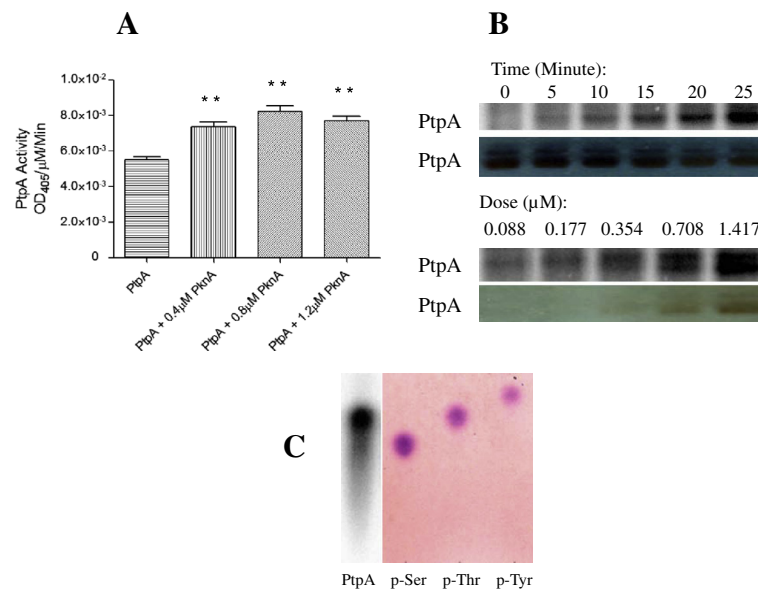 A
1.0×10-2
8.0×10-3
6.0×10-3
4.0×10-3
2.0×10-3
0
PtpA Activity
OD405/µM/Min
* *
* *
* *
PtpA
PtpA + 0.4µM PknA
PtpA + 0.8µM PknA
PtpA + 1.2µM PknA
B
Time (Minute):
0 5 10 15 20 25
PtpA
PtpA
Dose (µM):
0.088 0.177 0.354 0.708 1.417
PtpA
PtpA
C
PtpA p-Ser p-Thr p-Tyr